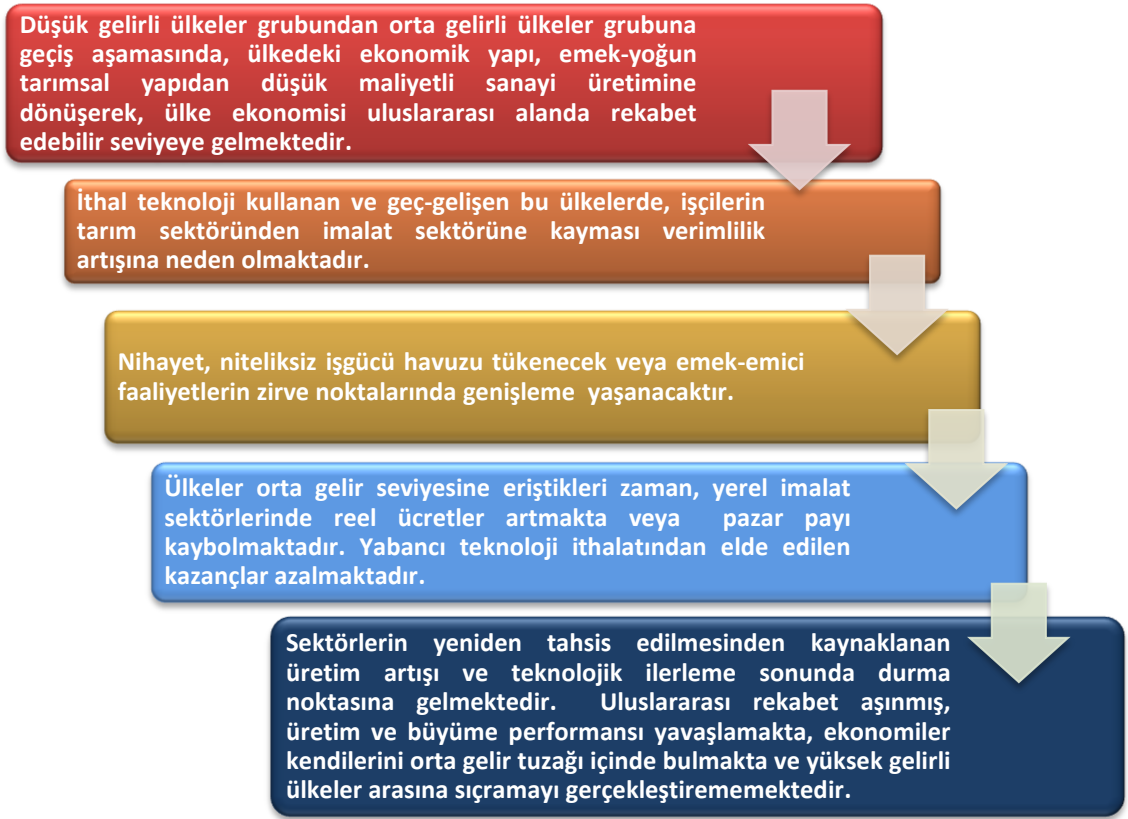 Düşük gelirli ülkeler grubundan orta gelirli ülkeler grubuna
geçiş aşamasında, ülkedeki ekonomik yapı, emek-yoğun
tarımsal yapıdan düşük maliyetli sanayi üretimine
dönüşerek, ülke ekonomisi uluslararası alanda rekabet
edebilir seviyeye gelmektedir.
İthal teknoloji kullanan ve geç-gelişen bu ülkelerde, işçilerin
tarım sektöründen imalat sektörüne kayması verimlilik
artışına neden olmaktadır.
Nihayet, niteliksiz işgücü havuzu tükenecek veya emek-emici
faaliyetlerin zirve noktalarında genişleme yaşanacaktır.
Ülkeler orta gelir seviyesine eriştikleri zaman, yerel imalat
sektörlerinde reel ücretler artmakta veya pazar payı
kaybolmaktadır. Yabancı teknoloji ithalatından elde edilen
kazançlar azalmaktadır.
Sektörlerin yeniden tahsis edilmesinden kaynaklanan
üretim artışı ve teknolojik ilerleme sonunda durma
noktasına gelmektedir. Uluslararası rekabet aşınmış,
üretim ve büyüme performansı yavaşlamakta, ekonomiler
kendilerini orta gelir tuzağı içinde bulmakta ve yüksek gelirli
ülkeler arasına sıçramayı gerçekleştirememektedir.